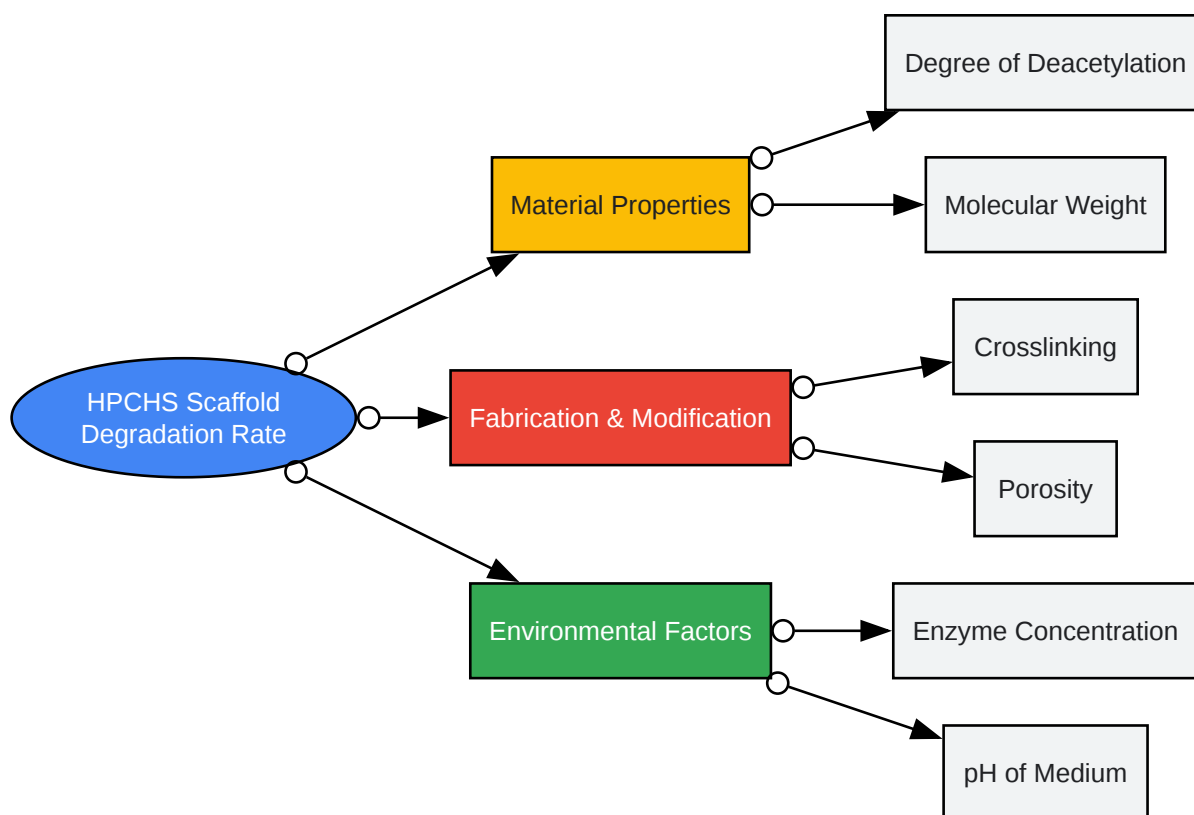 Degree of Deacetylation
Material Properties
Molecular Weight
Crosslinking
HPCHS Scaffold
Degradation Rate
Fabrication & Modification
Porosity
Environmental Factors
Enzyme Concentration
pH of Medium